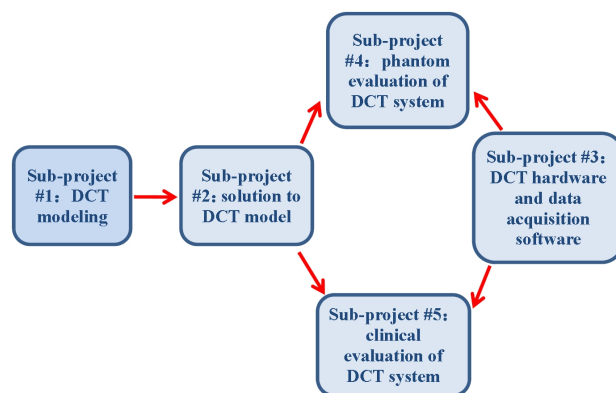 Sub-project
#1： DCT
modeling
Sub-project
#2：solution to
DCT model
Sub-project
#4：phantom
evaluation of
DCT system
Sub-project #3：
DCT hardware
and data
acquisition
software
Sub-project #5：
clinical
evaluation of
DCT system